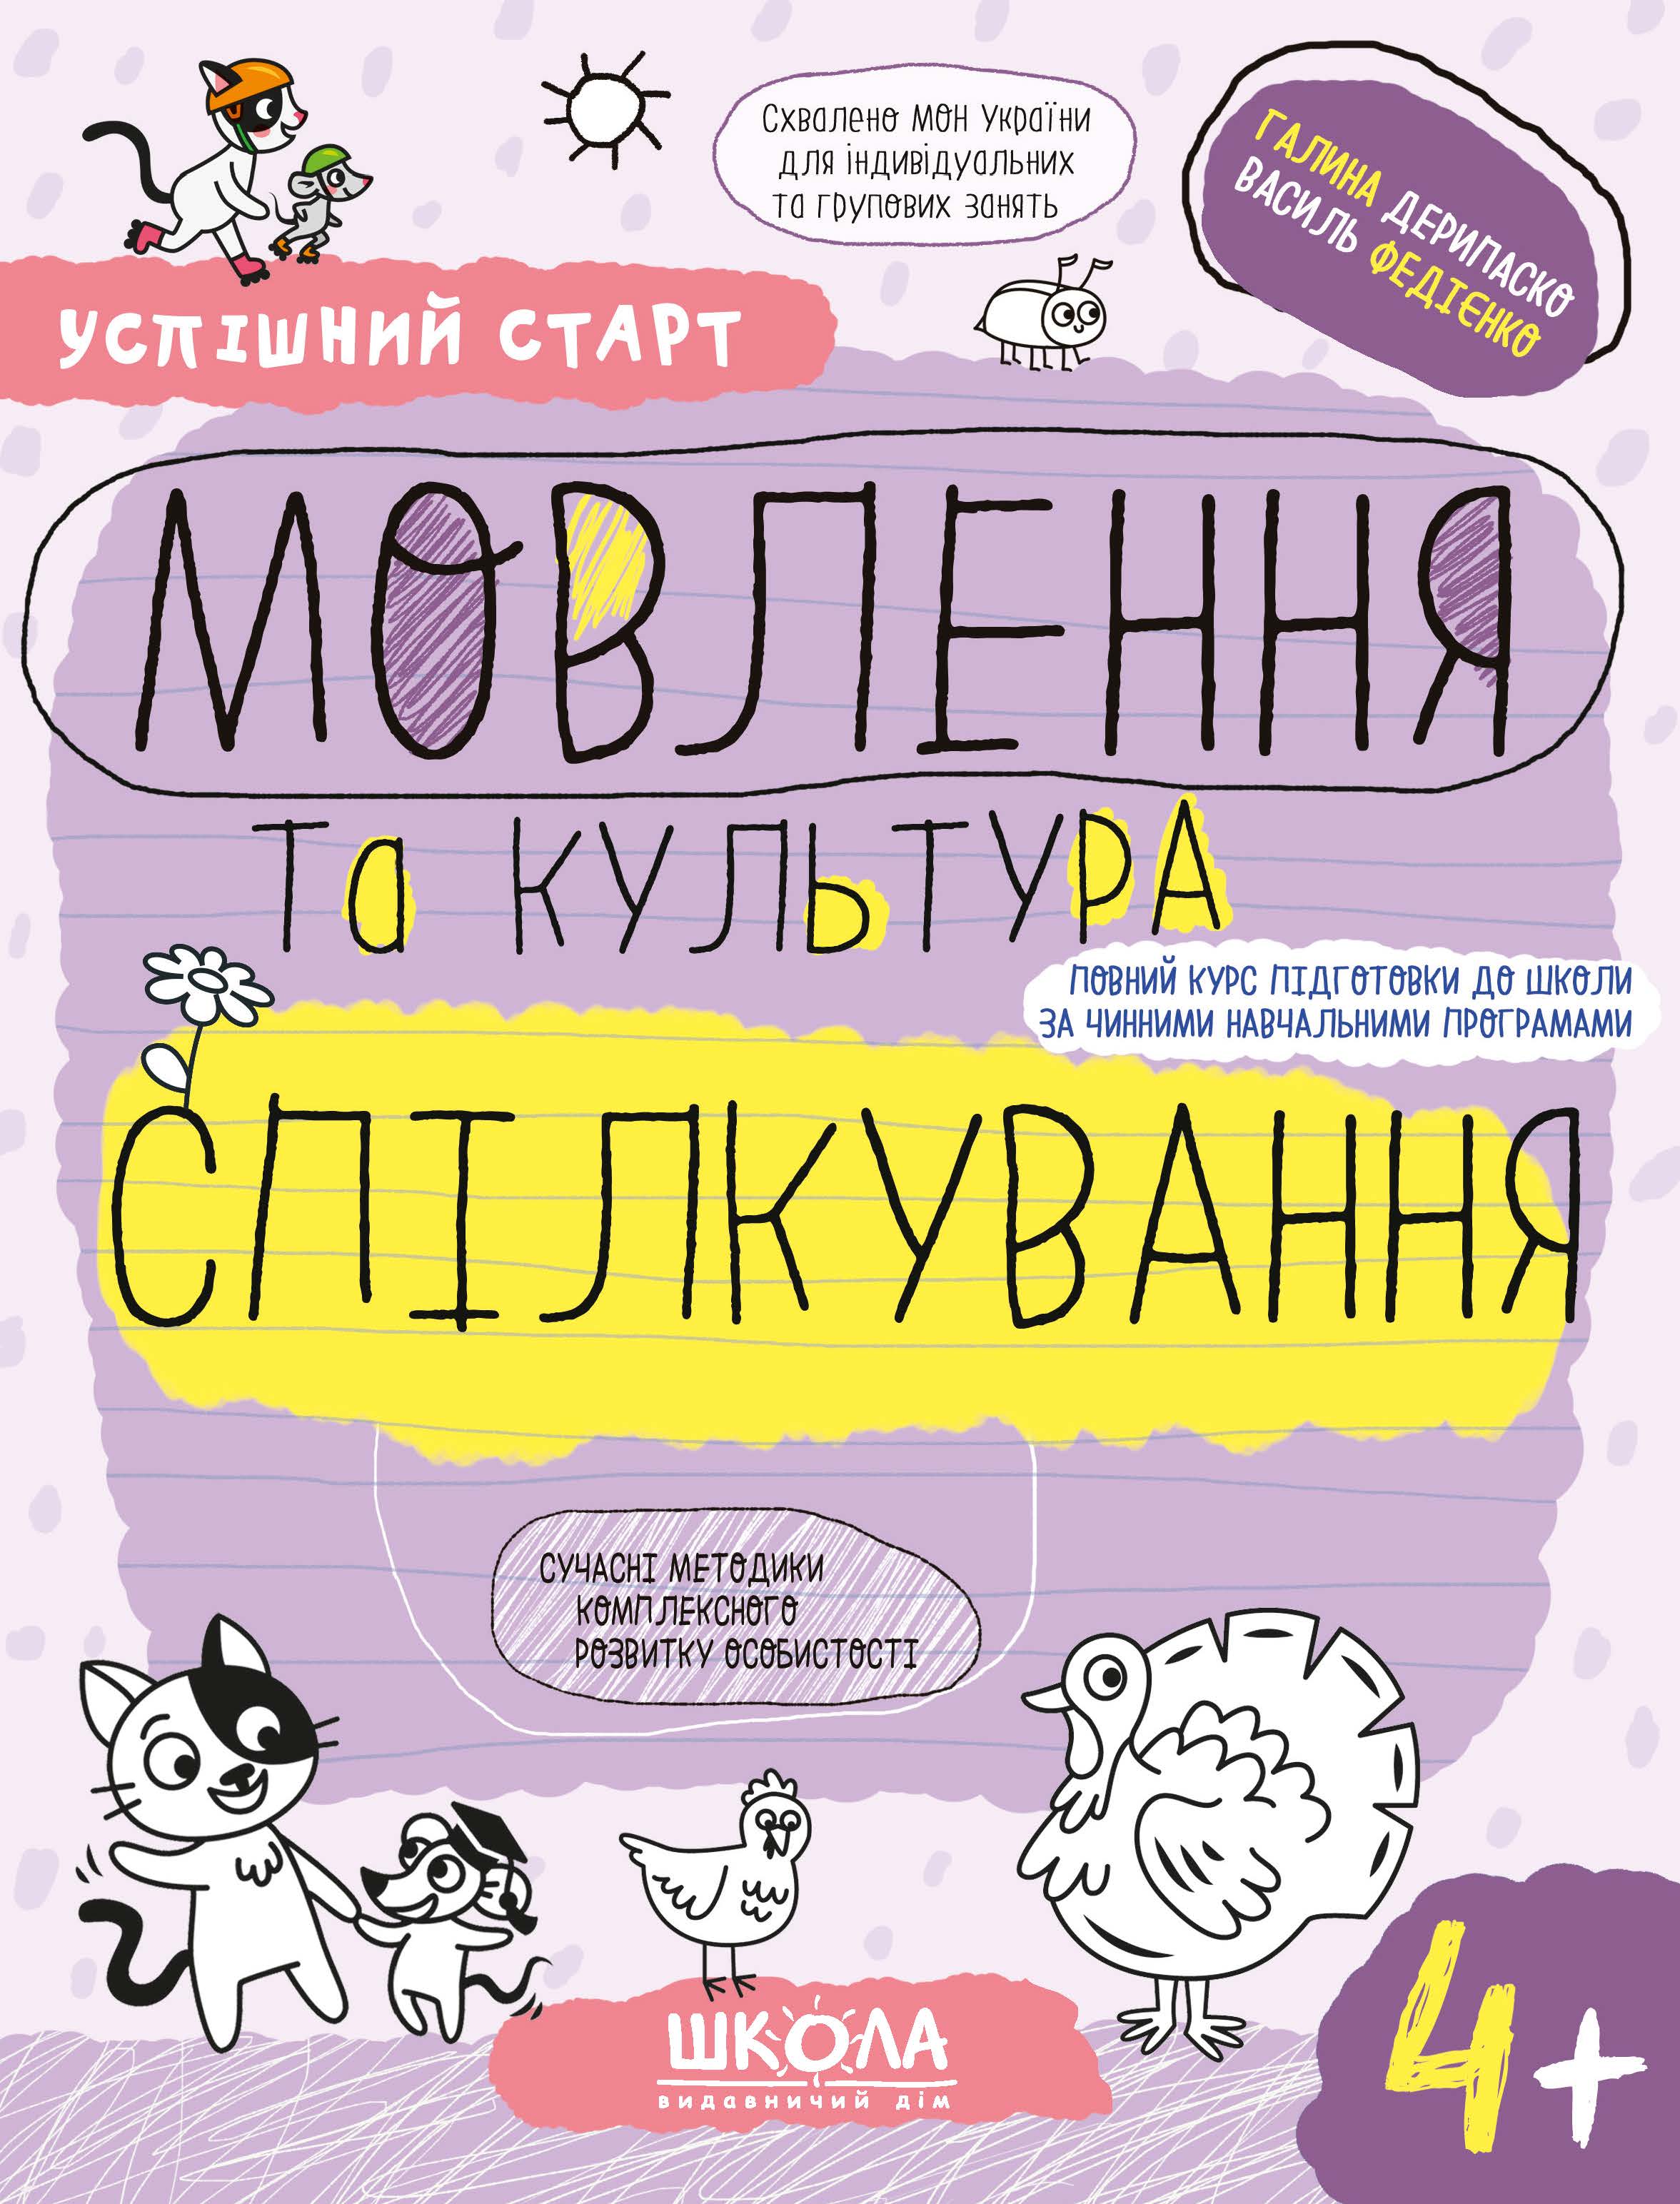 Схвалено МОН України
для індивідуальних
та групових занять
ГАЛИНА ДЕРИПАСКО
ВАСИЛЬ ФЕДІЄНКО
УСПІШНИЙ СТАРТ
МОВЛЕННЯ
Та КУЛЬТУРА
ПОВНИЙ КУРС ПІДГОТОВКИ ДО ШКОЛИ
ЗА ЧИННИМИ НАВЧАЛЬНИМИ ПРОГРАМАМИ
СПІЛКУВАННЯ
СУЧАСНІ МЕТОДИКИ
КОМПЛЕКСНОГО
РОЗВИТКУ ОСОБИСТОСТІ
ШКОЛА
видавничий дім
4+